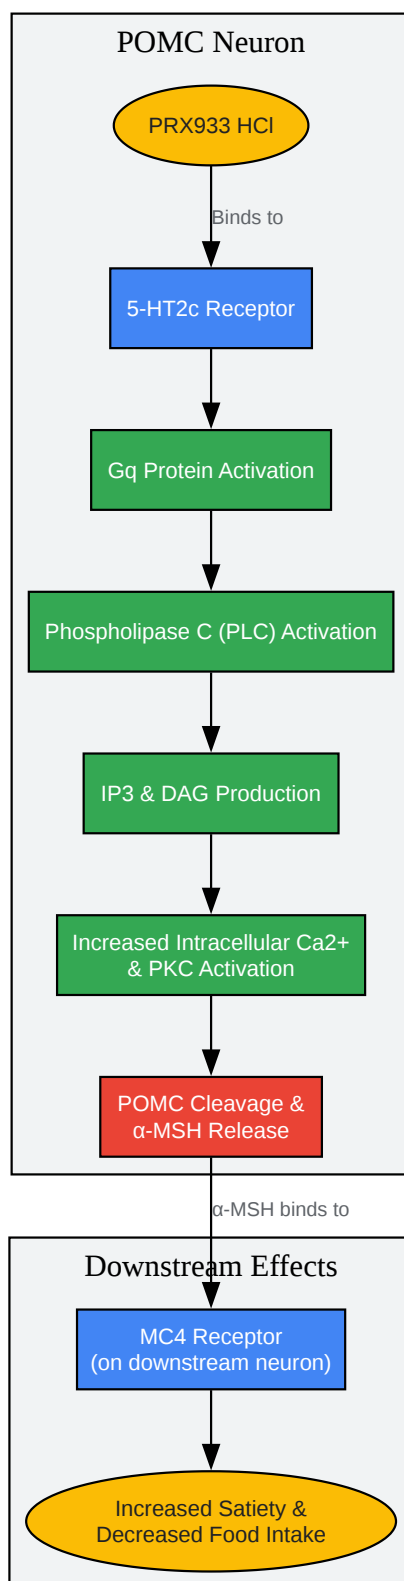 POMC Neuron
PRX933 HCl
Binds to
5-HT2c Receptor
Gq Protein Activation
Phospholipase C (PLC) Activation
IP3 & DAG Production
Increased Intracellular Ca2+
& PKC Activation
POMC Cleavage &
α-MSH Release
α-MSH binds to
Downstream Effects
MC4 Receptor
(on downstream neuron)
Increased Satiety &
Decreased Food Intake